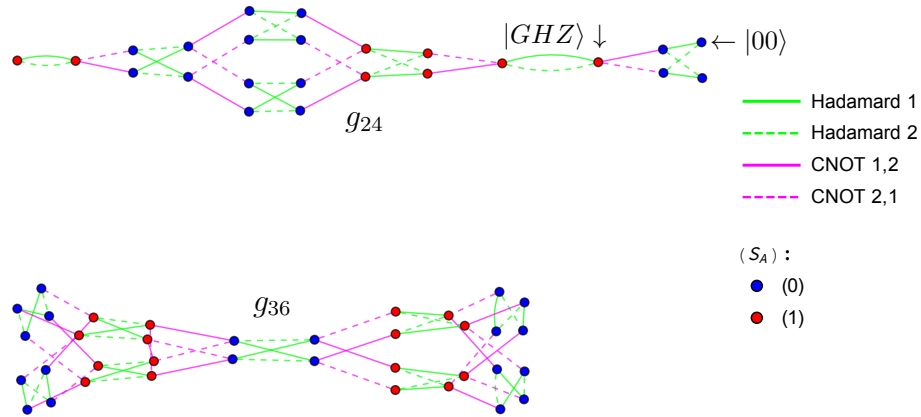 |GHZ⟩ ↓
← |00⟩
g₂₄
Hadamard 1
Hadamard 2
CNOT 1,2
CNOT 2,1
(S_A) :
(0)
(1)
g₃₆